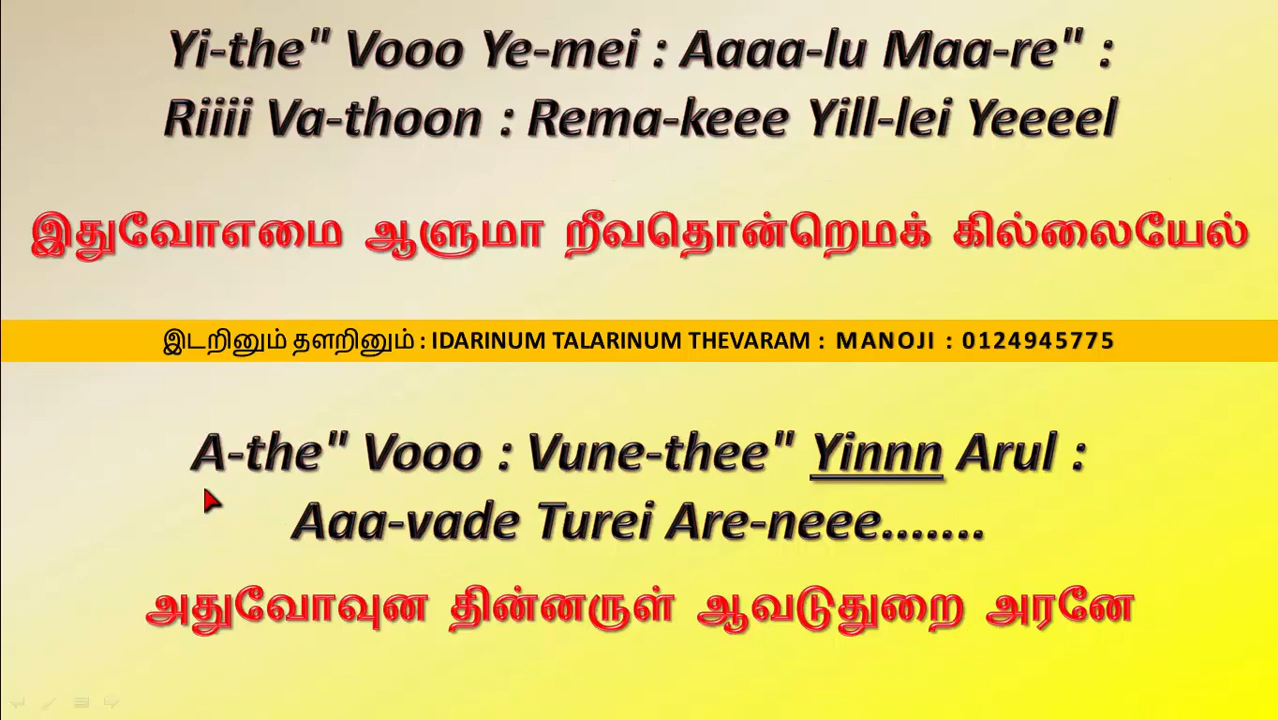 Yi-the" Vooo Ye-mei : Aaaa-lu Maa-re" :
Riiii Va-thoon : Rema-keee Yill-lei Yeeeel
இதுவோஎமை ஆளுமா றீவதொன்றெமக் கில்லையேல்
இடறினும் தளறினும் : IDARINUM TALARINUM THEVARAM : MANOJI : 0124945775
A-the" Vooo : Vune-thee" Yinnn Arul :
Aaa-vade Turei Are-neee.......
அதுவோவுன தின்னருள் ஆவடுதுறை அரனே